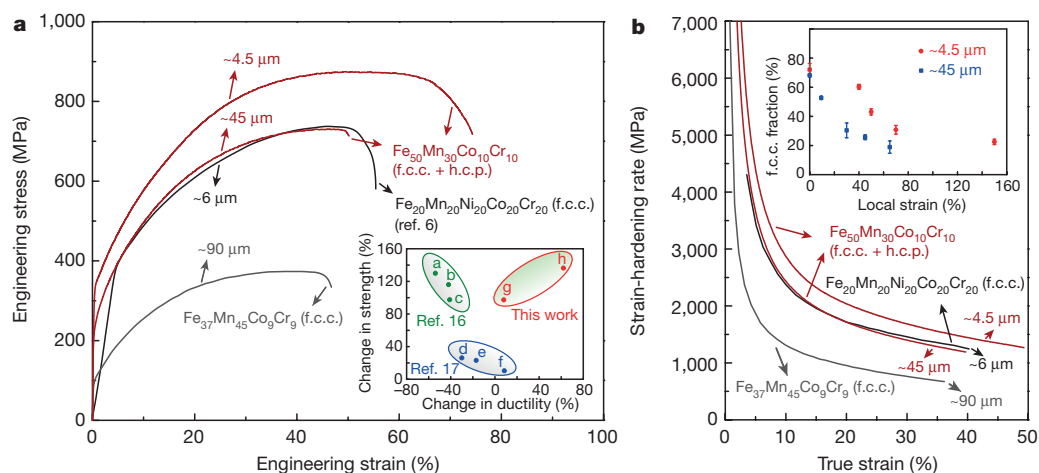 a
1,000
800
600
400
200
0
Engineering stress (MPa)
0
20
40
60
80
100
Engineering strain (%)
~4.5 μm
~45 μm
~6 μm
~90 μm
Fe50Mn30Co10Cr10
(f.c.c. + h.c.p.)
Fe20Mn20Ni20Co20Cr20 (f.c.c.)
(ref. 6)
Fe37Mn45Co9Cr9 (f.c.c.)
160
120
80
40
0
Change in strength (%)
a
b
c
Ref. 16
g
h
This work
d
e
f
Ref. 17
−80
−40
0
40
80
Change in ductility (%)
b
7,000
6,000
5,000
4,000
3,000
2,000
1,000
0
Strain-hardening rate (MPa)
0
10
20
30
40
50
True strain (%)
80
60
40
20
0
f.c.c. fraction (%)
~4.5 μm
~45 μm
0
40
80
120
160
Local strain (%)
Fe50Mn30Co10Cr10
(f.c.c. + h.c.p.)
Fe20Mn20Ni20Co20Cr20 (f.c.c.)
~4.5 μm
~6 μm
~45 μm
Fe37Mn45Co9Cr9 (f.c.c.)
~90 μm